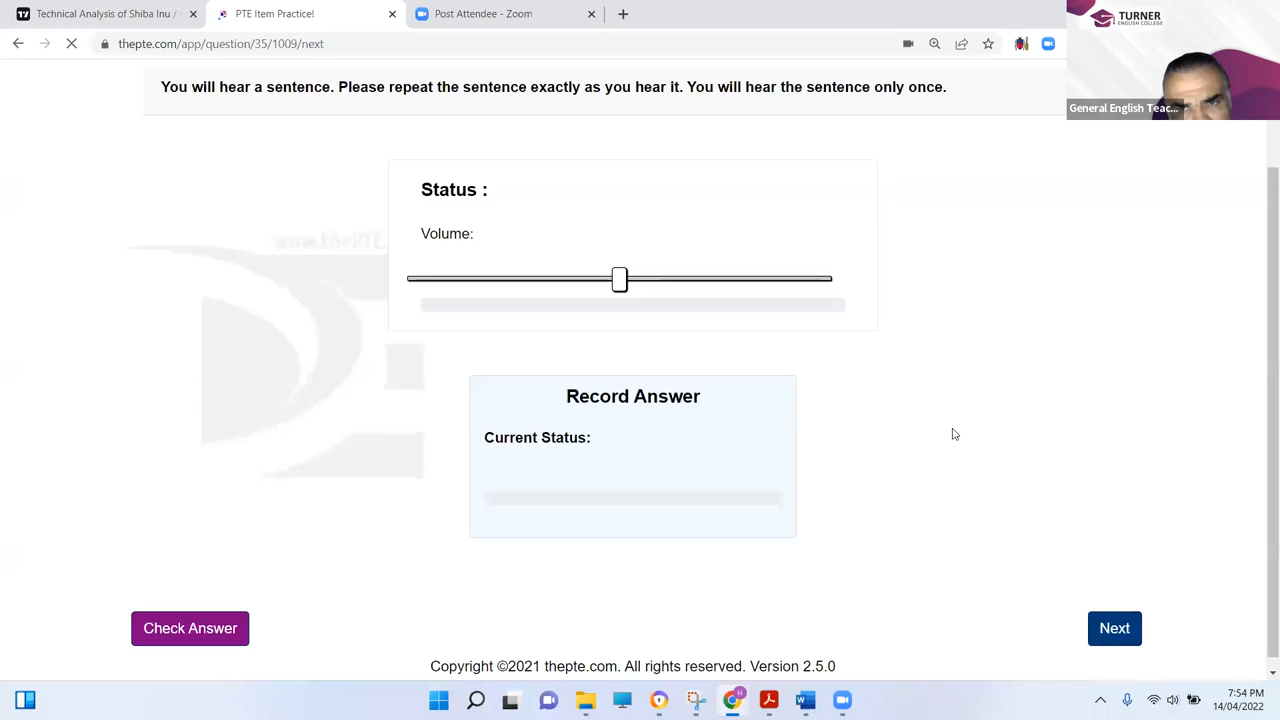 Technical Analysis of Shiba Inu /
PTE Item Practice!
Post Attendee - Zoom
thepte.com/app/question/35/1009/next
TURNER
ENGLISH COLLEGE
General English Teac...
You will hear a sentence. Please repeat the sentence exactly as you hear it. You will hear the sentence only once.
www.thePTE.
Status :
Volume:
Record Answer
Current Status:
Check Answer
Next
Copyright ©2021 thepte.com. All rights reserved. Version 2.5.0
7:54 PM
14/04/2022